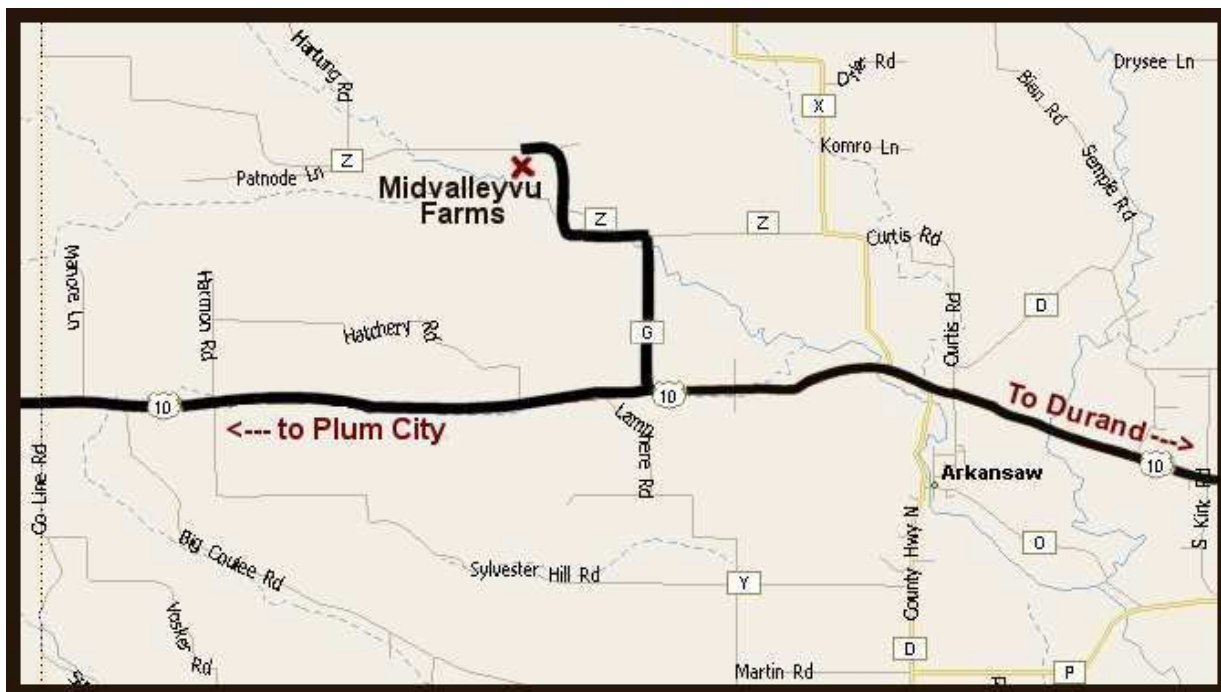 Hartung Rd
Drier Rd
Drysee Ln
X
Bian Rd
Komro Ln
Z
Patnode Ln
Semple Rd
Midvalleyvu
Farms
Z
Z
Curtis Rd
Manore Ln
Harmon Rd
Hatchery Rd
G
Curtis Rd
D
10
10
<--- to Plum City
Lamphere Rd
To Durand --->
10
Arkansaw
Co Line Rd
S Kirk Rd
Big Coulee Rd
Sylvester Hill Rd
County Hwy N
O
Y
Vosker Rd
D
Martin Rd
P